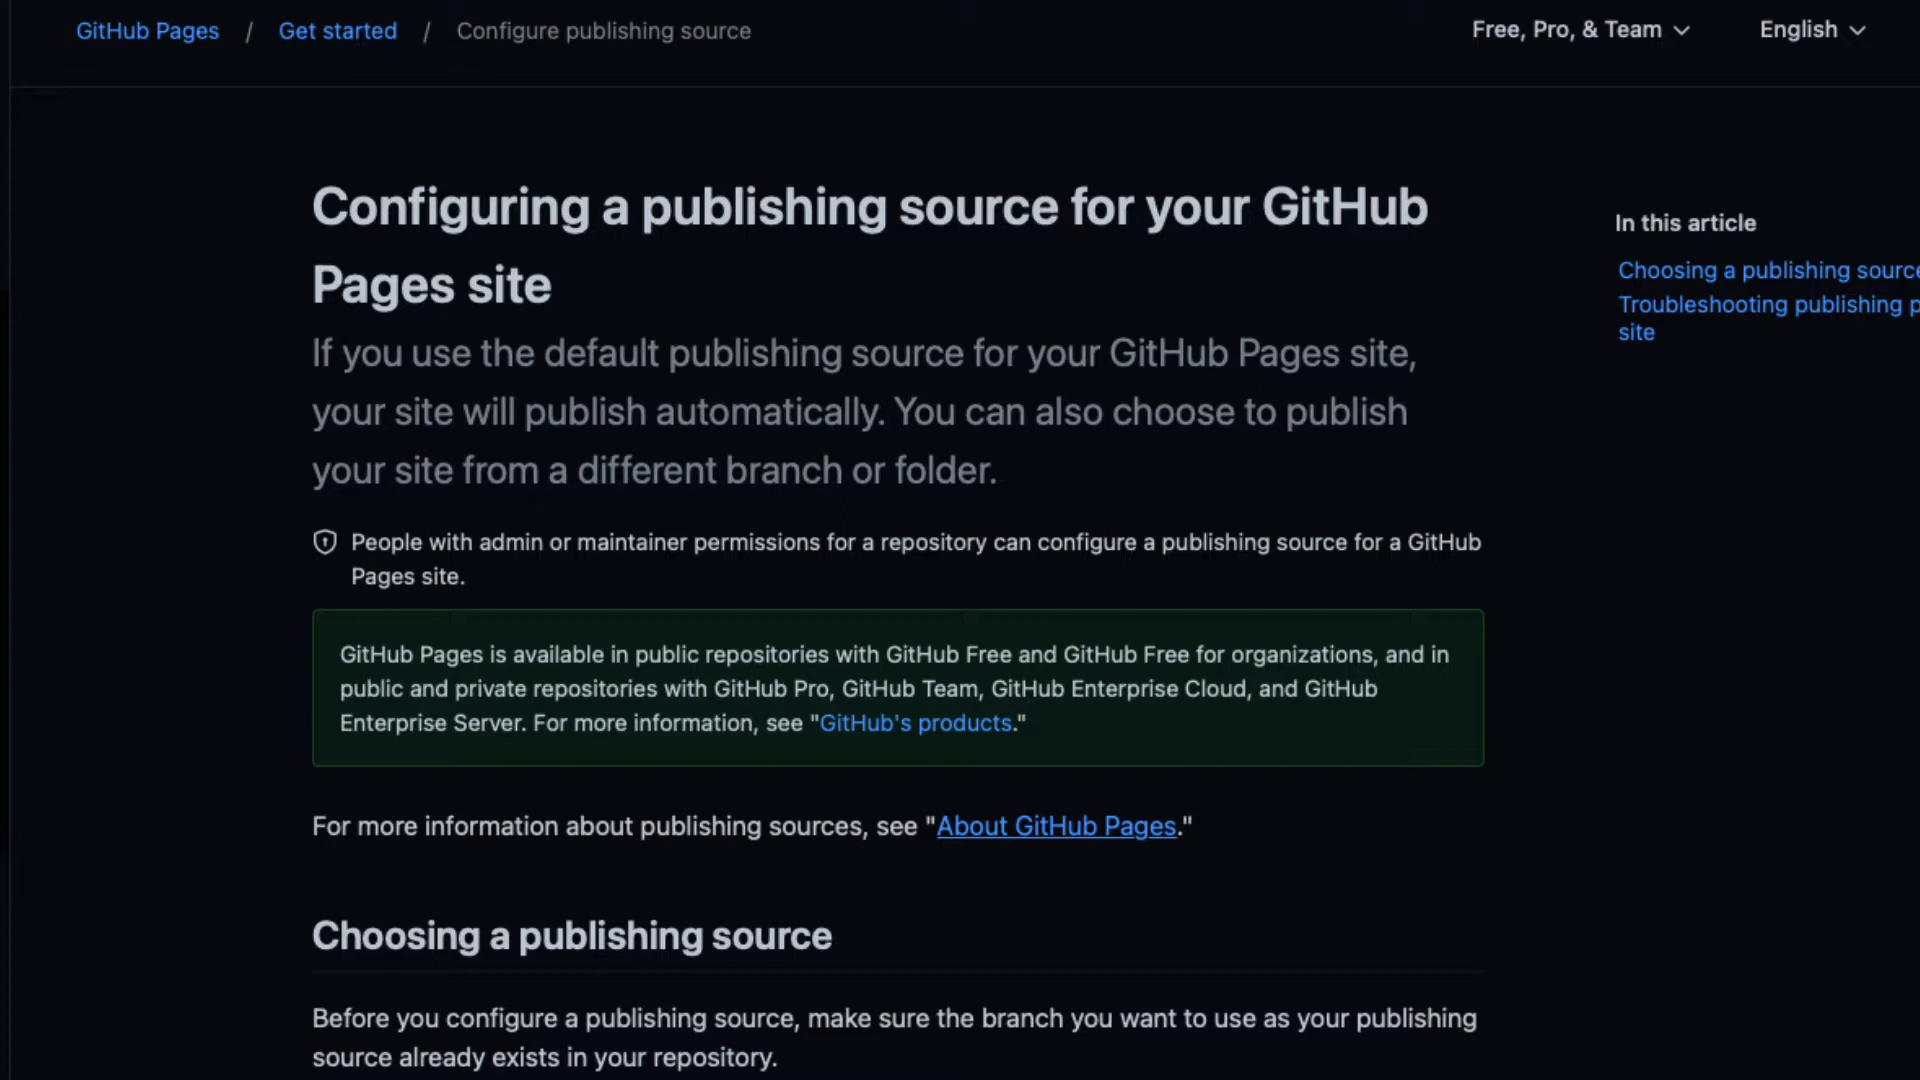 GitHub Pages / Get started / Configure publishing source
Free, Pro, & Team
English
Configuring a publishing source for your GitHub
Pages site
If you use the default publishing source for your GitHub Pages site,
your site will publish automatically. You can also choose to publish
your site from a different branch or folder.
People with admin or maintainer permissions for a repository can configure a publishing source for a GitHub
Pages site.
GitHub Pages is available in public repositories with GitHub Free and GitHub Free for organizations, and in
public and private repositories with GitHub Pro, GitHub Team, GitHub Enterprise Cloud, and GitHub
Enterprise Server. For more information, see "GitHub's products."
For more information about publishing sources, see "About GitHub Pages."
Choosing a publishing source
Before you configure a publishing source, make sure the branch you want to use as your publishing
source already exists in your repository.
In this article
Choosing a publishing source
Troubleshooting publishing p
site